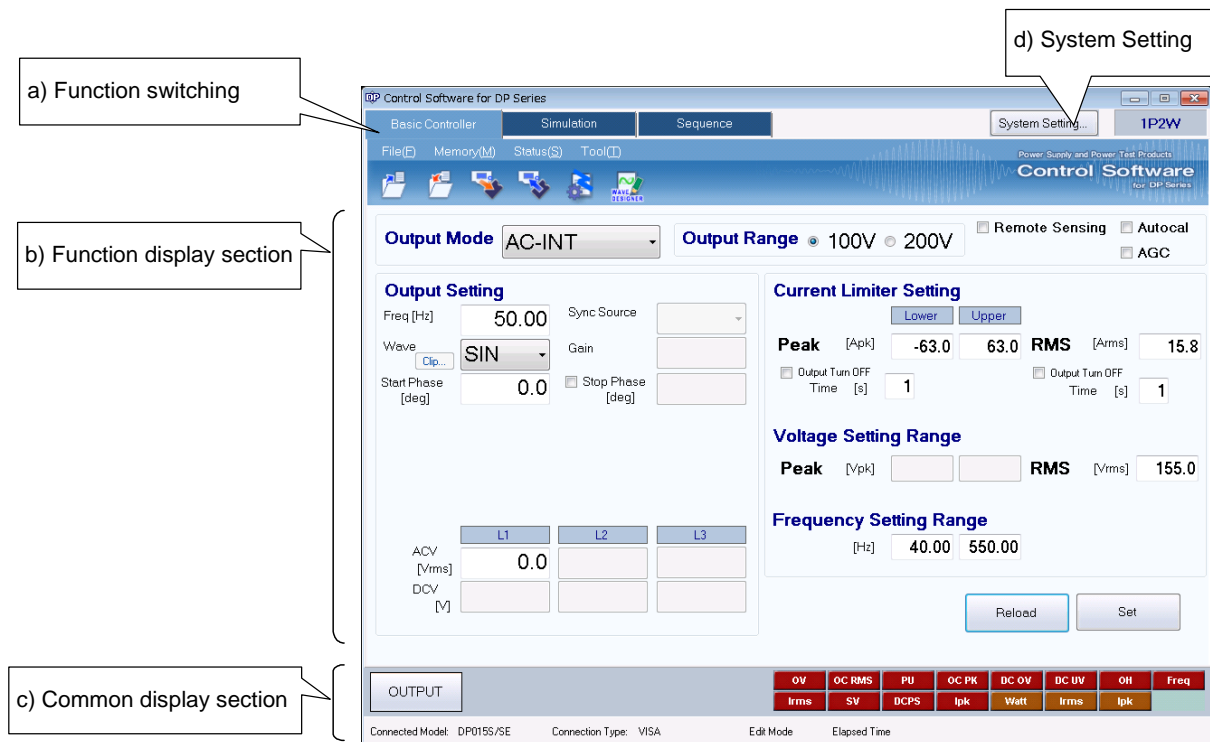 d) System Setting
a) Function switching
DP Control Software for DP Series
Basic Controller Simulation Sequence System Setting... 1P2W
File(F) Memory(M) Status(S) Tool(T)
Power Supply and Power Test Products
Control Software
for DP Series
WAVE
DESIGNER
b) Function display section
Output Mode AC-INT Output Range 100V 200V Remote Sensing Autocal
AGC
Output Setting
Freq [Hz] 50.00 Sync Source
Wave Clip... SIN Gain
Start Phase 0.0 Stop Phase
[deg] [deg]
L1 L2 L3
ACV 0.0
[Vrms]
DCV
[V]
Current Limiter Setting
Lower Upper
Peak [Apk] -63.0 63.0 RMS [Arms] 15.8
Output Turn OFF Output Turn OFF
Time [s] 1 Time [s] 1
Voltage Setting Range
Peak [Vpk] RMS [Vrms] 155.0
Frequency Setting Range
[Hz] 40.00 550.00
Reload Set
c) Common display section
OUTPUT
OV OC RMS PU OC PK DC OV DC UV OH Freq
Irms SV DCPS Ipk Watt Irms Ipk
Connected Model: DP015S/SE Connection Type: VISA Edit Mode Elapsed Time